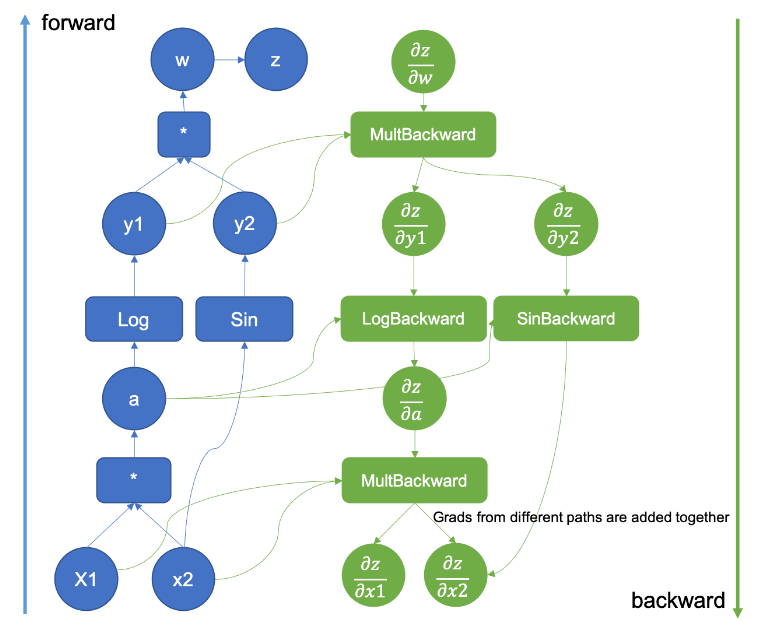 forward
w
z
∂z
∂w
*
MultBackward
y1
y2
∂z
∂y1
∂z
∂y2
Log
Sin
LogBackward
SinBackward
a
∂z
∂a
*
MultBackward
Grads from different paths are added together
X1
x2
∂z
∂x1
∂z
∂x2
backward